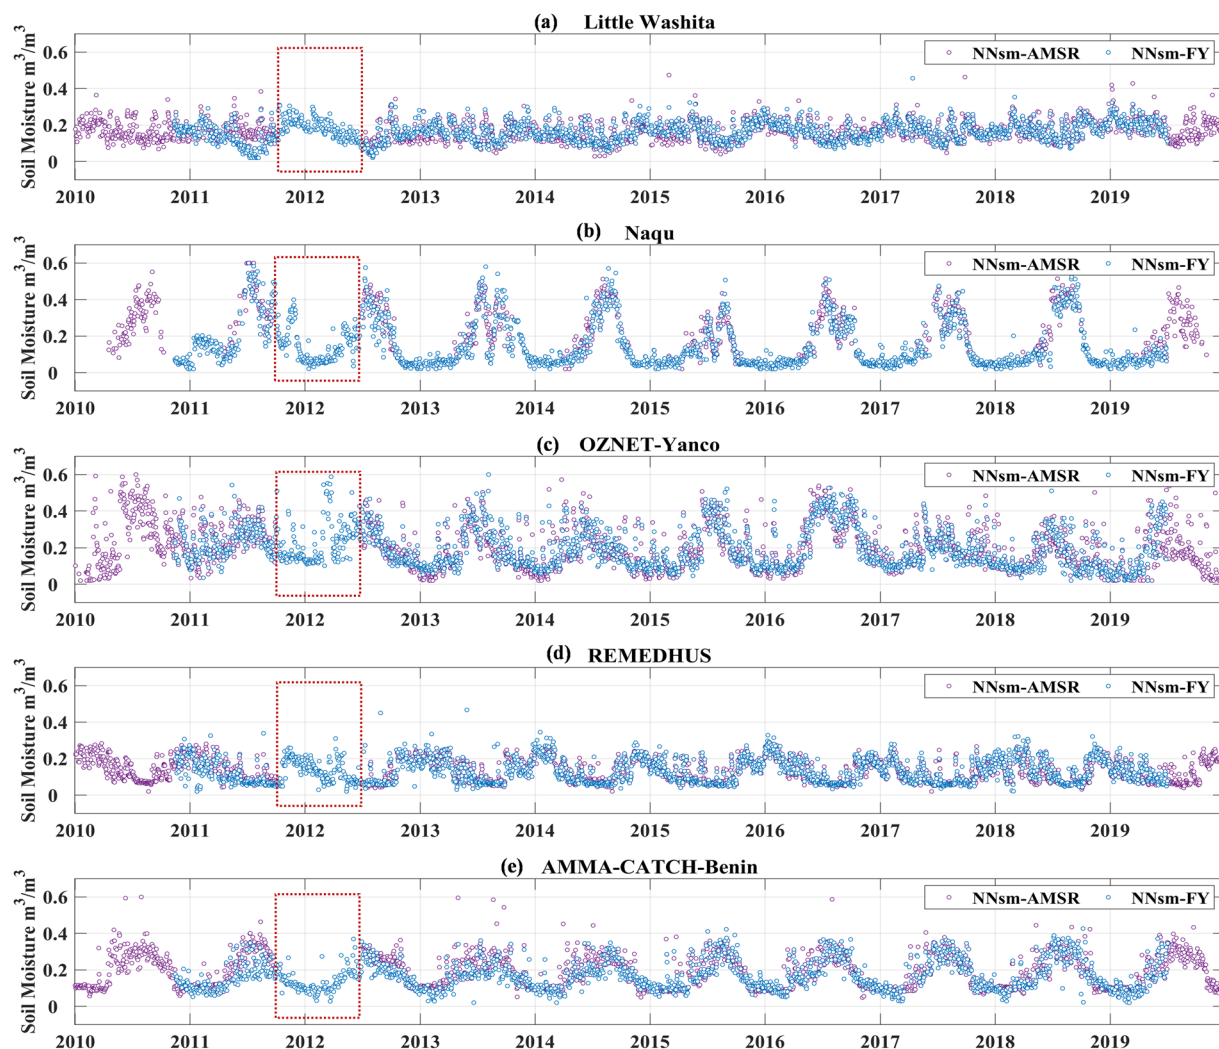 (a) Little Washita
Soil Moisture m³/m³
0.6
0.4
0.2
0
NNsm-AMSR NNsm-FY
2010 2011 2012 2013 2014 2015 2016 2017 2018 2019
(b) Naqu
Soil Moisture m³/m³
0.6
0.4
0.2
0
NNsm-AMSR NNsm-FY
2010 2011 2012 2013 2014 2015 2016 2017 2018 2019
(c) OZNET-Yanco
Soil Moisture m³/m³
0.6
0.4
0.2
0
NNsm-AMSR NNsm-FY
2010 2011 2012 2013 2014 2015 2016 2017 2018 2019
(d) REMEDHUS
Soil Moisture m³/m³
0.6
0.4
0.2
0
NNsm-AMSR NNsm-FY
2010 2011 2012 2013 2014 2015 2016 2017 2018 2019
(e) AMMA-CATCH-Benin
Soil Moisture m³/m³
0.6
0.4
0.2
0
NNsm-AMSR NNsm-FY
2010 2011 2012 2013 2014 2015 2016 2017 2018 2019